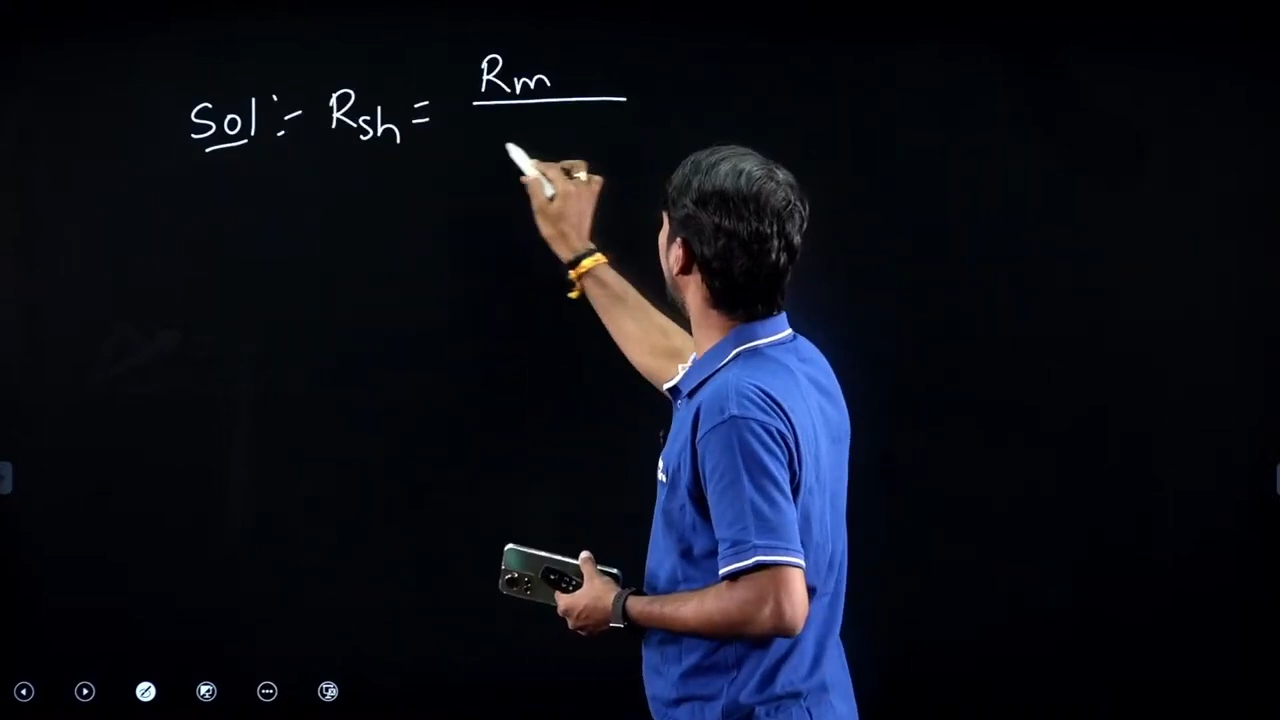 Sol :- Rsh = Rm